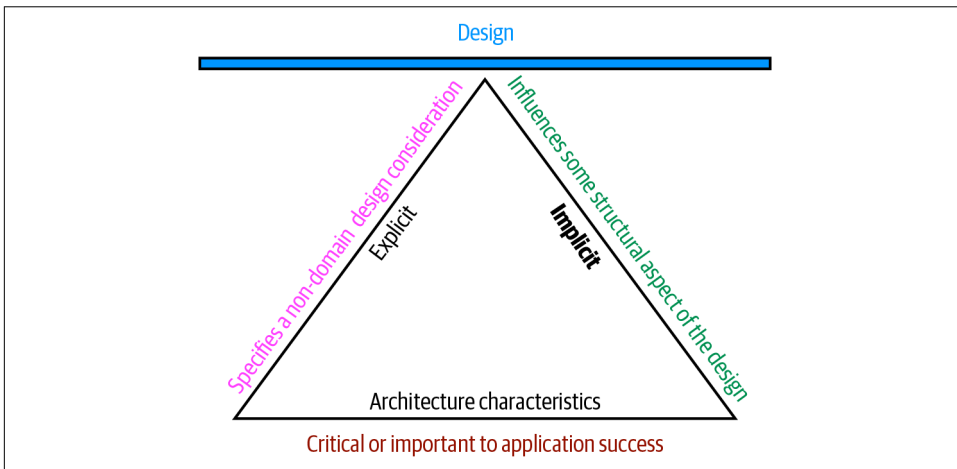 Design
Specifies a non-domain design consideration
Explicit
Implicit
Influences some structural aspect of the design
Architecture characteristics
Critical or important to application success